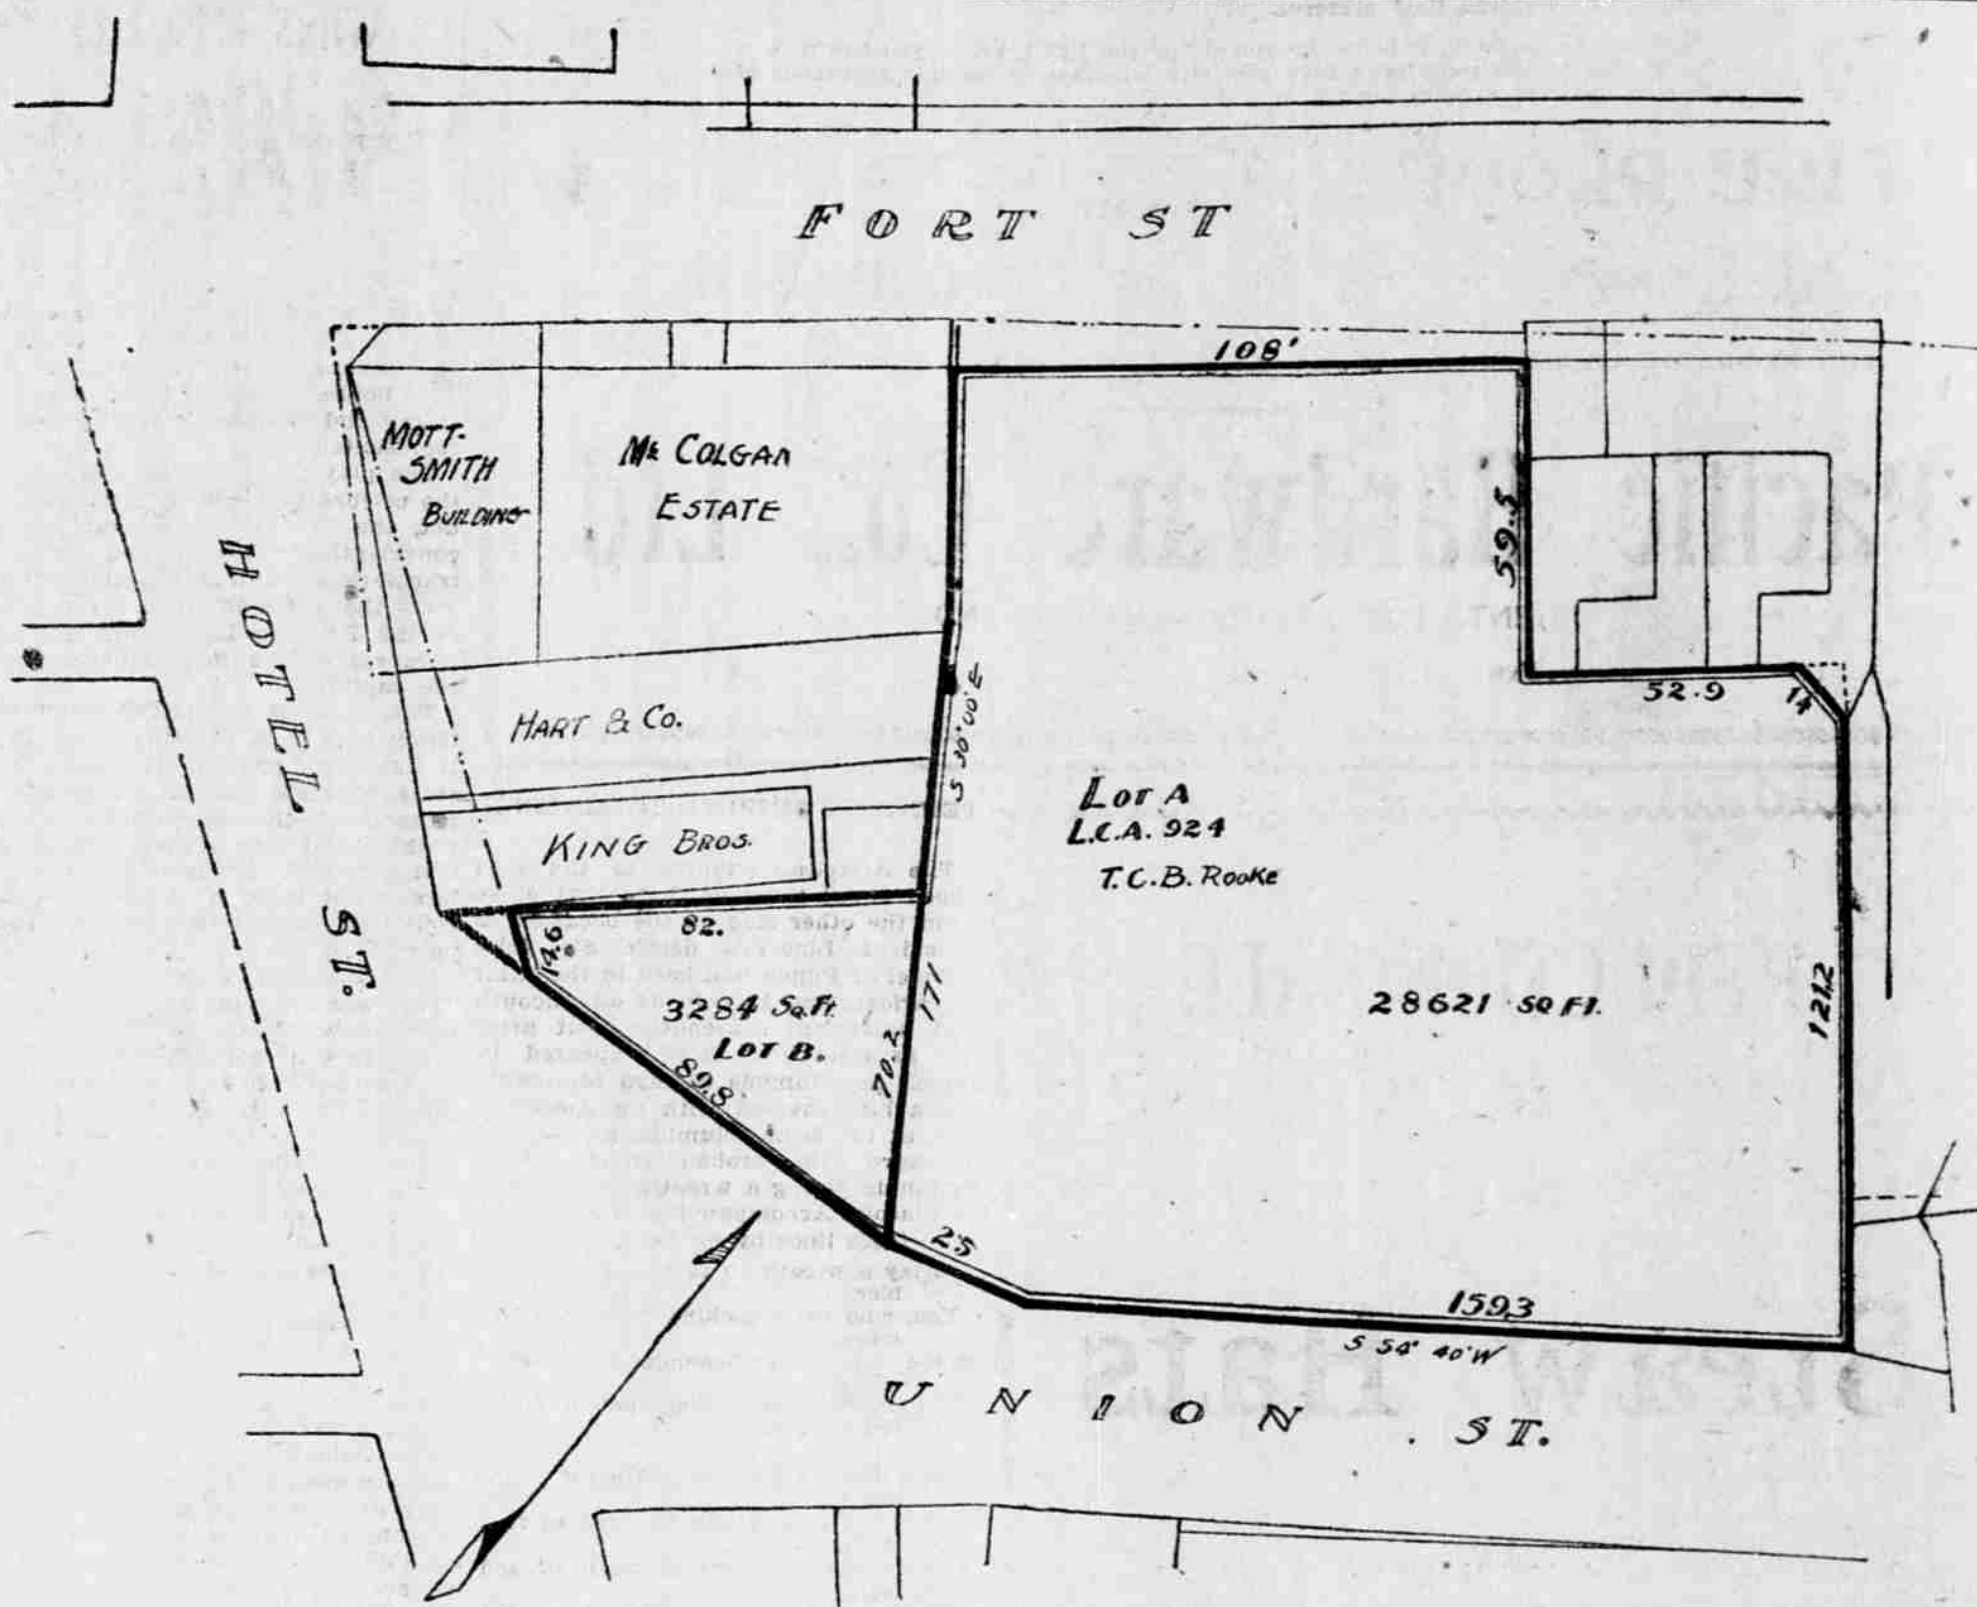 FORT ST
108'
MOTT-
SMITH
BUILDING
Mc COLGAN
ESTATE
59.5
HOTEL ST.
52.9
14
HART & Co.
S 30° 00' E
LOT A
L.C.A. 924
T.C.B. Rooke
KING BROS.
82.
14.6
171
3284 Sq. Ft.
LOT B.
28621 SQ FT.
121.2
70.2
89.8'
25
159.3
S 54° 40' W
UNION ST.